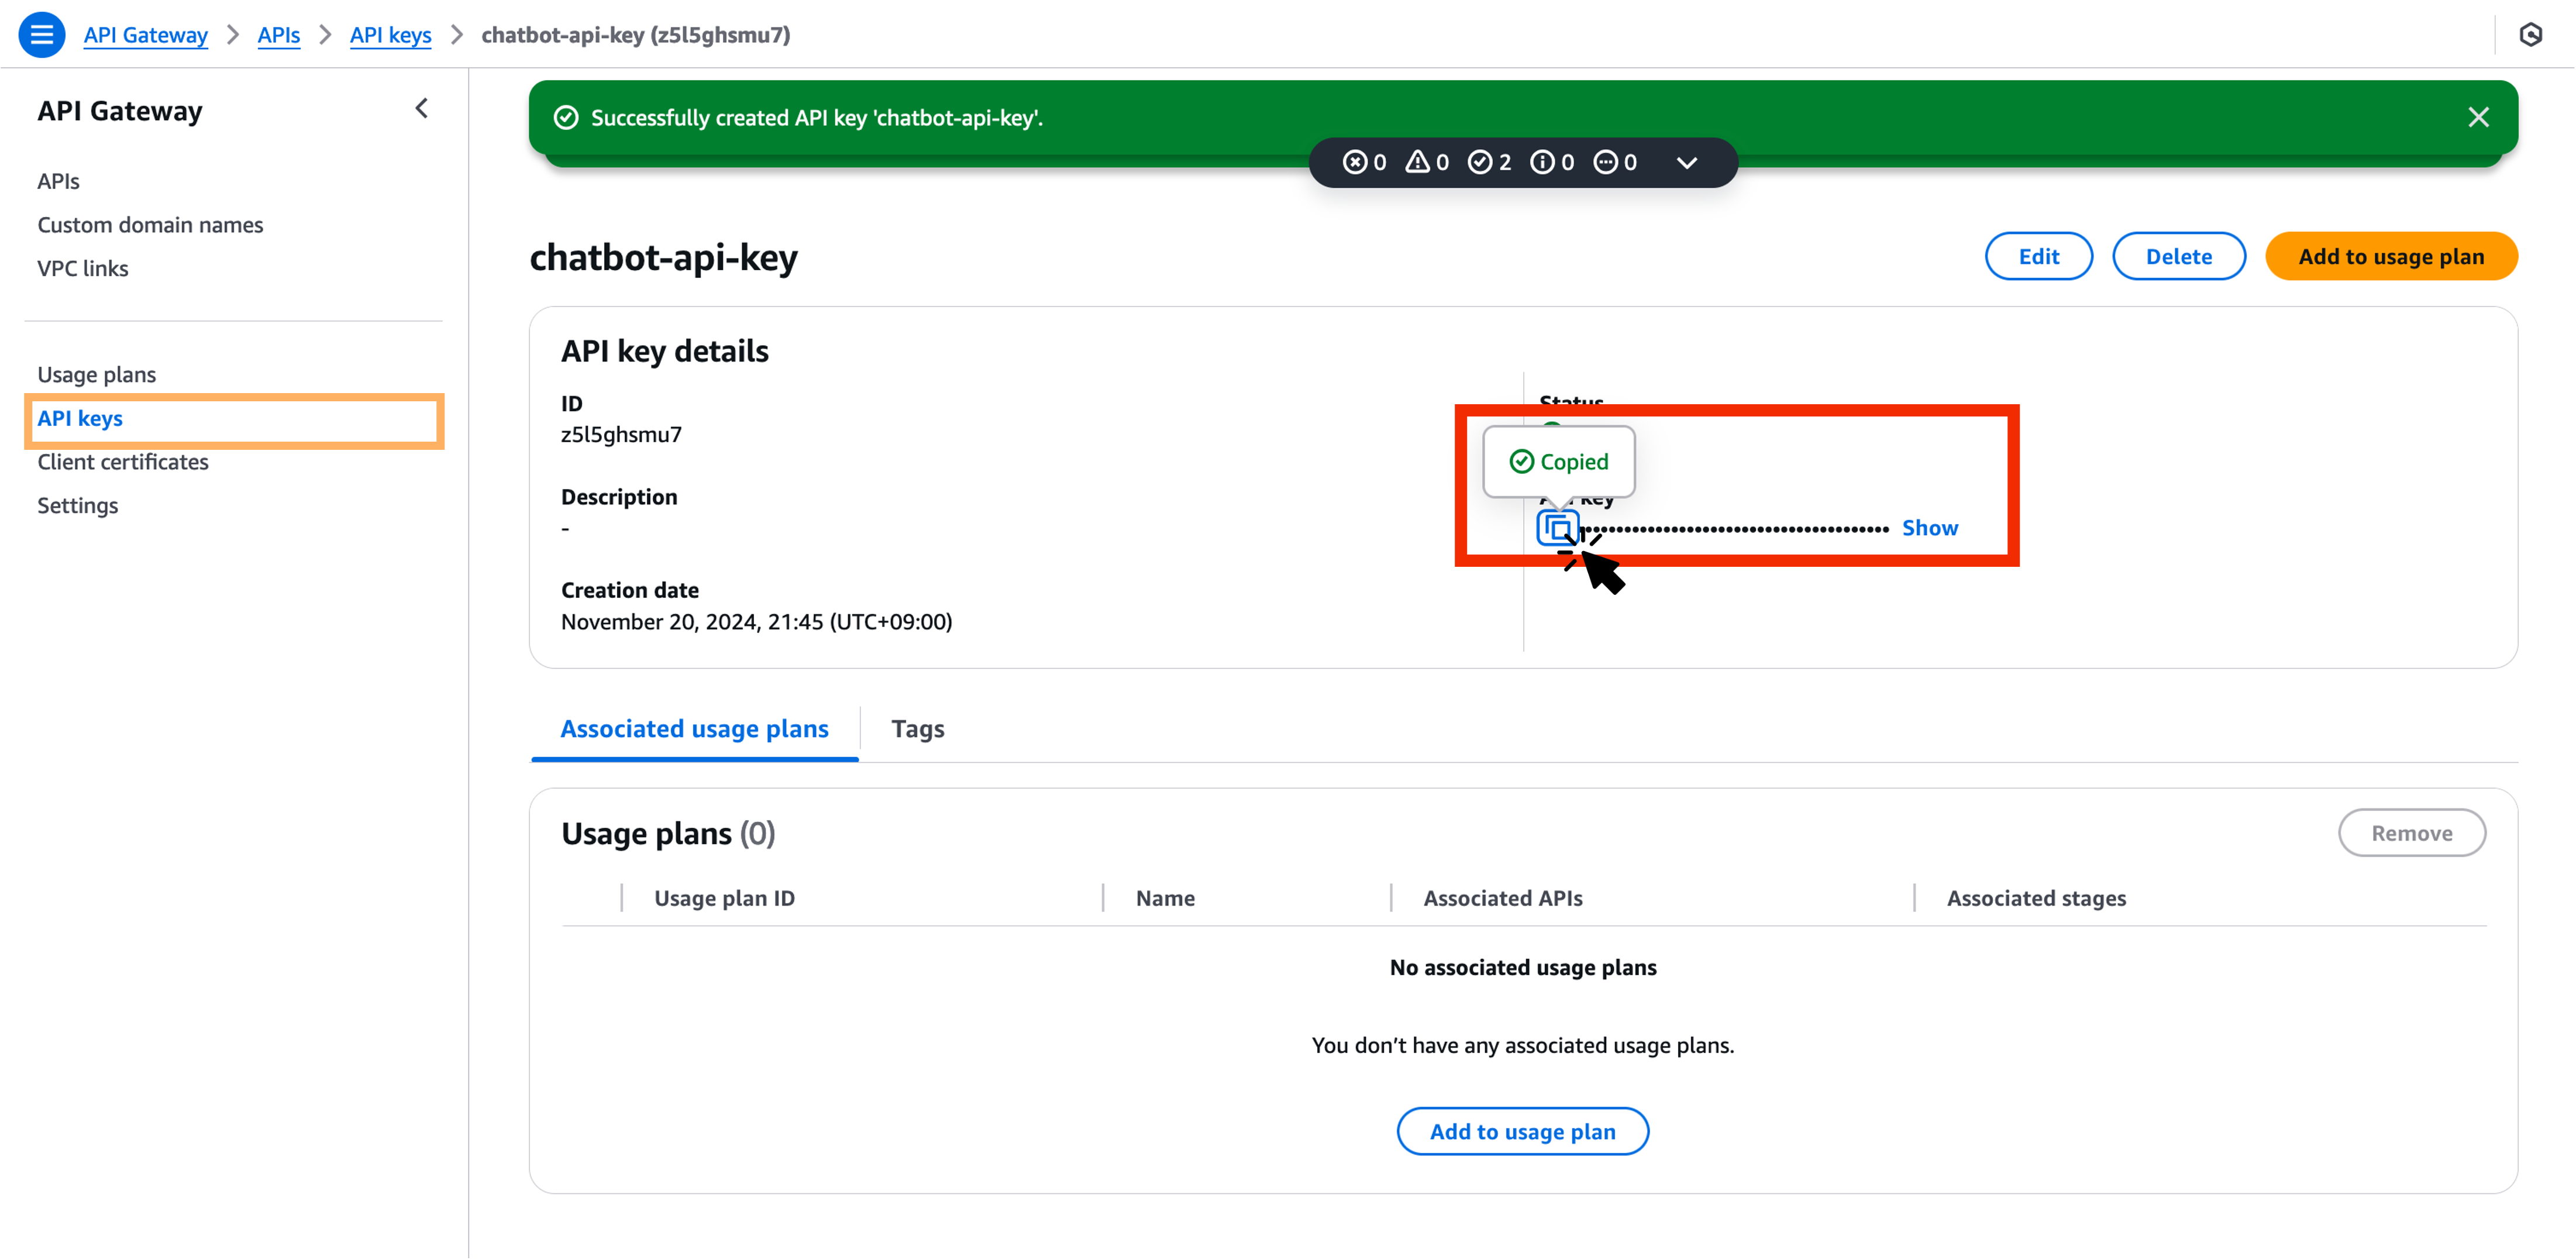 API Gateway > APIs > API keys > chatbot-api-key (z5l5ghsmu7)
API Gateway
APIs
Custom domain names
VPC links
Usage plans
API keys
Client certificates
Settings
Successfully created API key 'chatbot-api-key'.
0 0 2 0 0
chatbot-api-key
Edit
Delete
Add to usage plan
API key details
ID
z5l5ghsmu7
Description
-
Creation date
November 20, 2024, 21:45 (UTC+09:00)
Status
Copied
API key
•••••••••••••••••••••••••••••••••••••••• Show
Associated usage plans
Tags
Usage plans (0)
Remove
Usage plan ID
Name
Associated APIs
Associated stages
No associated usage plans
You don’t have any associated usage plans.
Add to usage plan